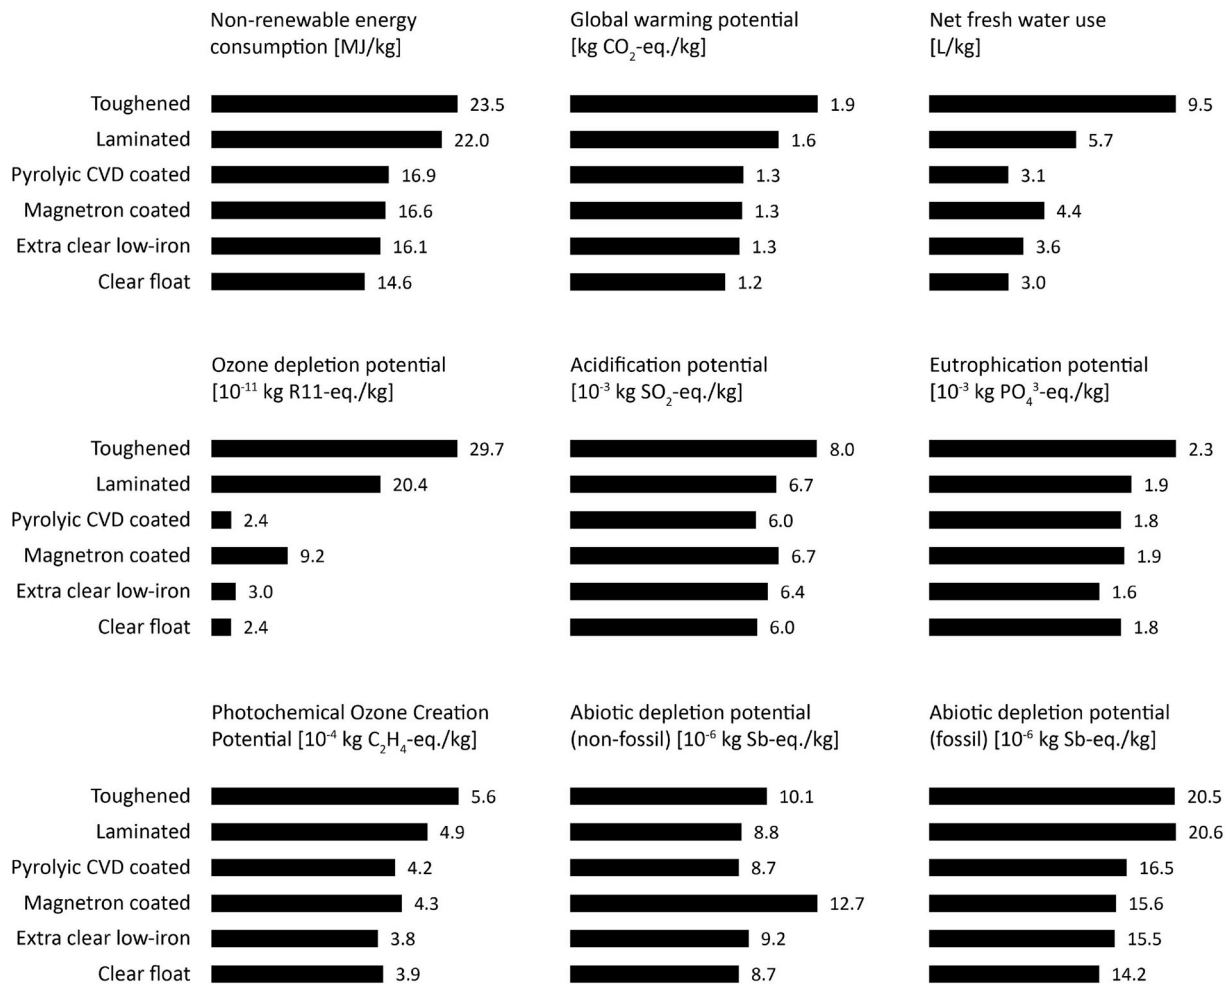 Non-renewable energy
consumption [MJ/kg]
Global warming potential
[kg CO₂-eq./kg]
Net fresh water use
[L/kg]
Toughened 23.5 1.9 9.5
Laminated 22.0 1.6 5.7
Pyrolyic CVD coated 16.9 1.3 3.1
Magnetron coated 16.6 1.3 4.4
Extra clear low-iron 16.1 1.3 3.6
Clear float 14.6 1.2 3.0
Ozone depletion potential
[10⁻¹¹ kg R11-eq./kg]
Acidification potential
[10⁻³ kg SO₂-eq./kg]
Eutrophication potential
[10⁻³ kg PO₄³-eq./kg]
Toughened 29.7 8.0 2.3
Laminated 20.4 6.7 1.9
Pyrolyic CVD coated 2.4 6.0 1.8
Magnetron coated 9.2 6.7 1.9
Extra clear low-iron 3.0 6.4 1.6
Clear float 2.4 6.0 1.8
Photochemical Ozone Creation
Potential [10⁻⁴ kg C₂H₄-eq./kg]
Abiotic depletion potential
(non-fossil) [10⁻⁶ kg Sb-eq./kg]
Abiotic depletion potential
(fossil) [10⁻⁶ kg Sb-eq./kg]
Toughened 5.6 10.1 20.5
Laminated 4.9 8.8 20.6
Pyrolyic CVD coated 4.2 8.7 16.5
Magnetron coated 4.3 12.7 15.6
Extra clear low-iron 3.8 9.2 15.5
Clear float 3.9 8.7 14.2